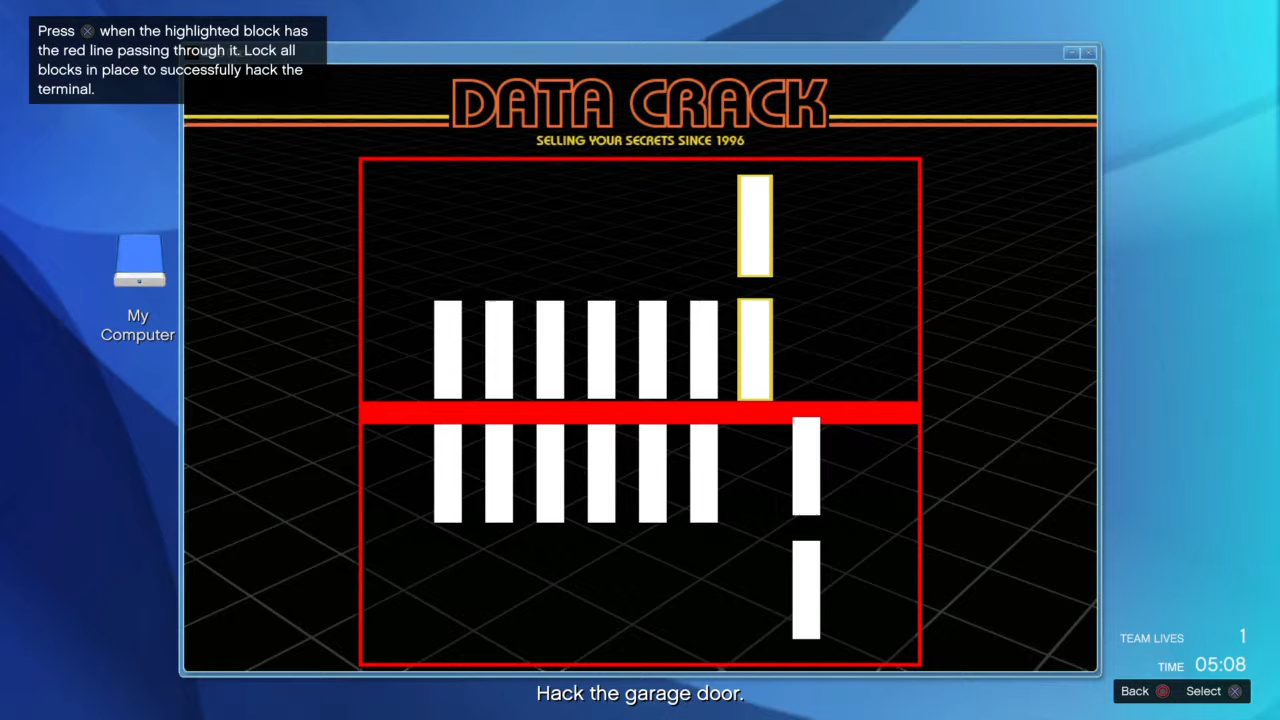 Press when the highlighted block has
the red line passing through it. Lock all
blocks in place to successfully hack the
terminal.
DATA CRACK
SELLING YOUR SECRETS SINCE 1996
My
Computer
TEAM LIVES 1
TIME 05:08
Back Select
Hack the garage door.